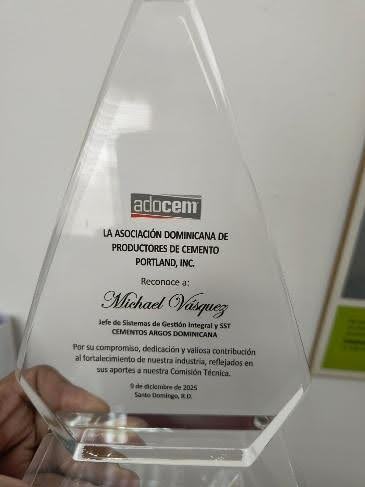 adocem
LA ASOCIACIÓN DOMINICANA DE
PRODUCTORES DE CEMENTO
PORTLAND, INC.
Reconoce a:
Michael Vásquez
Jefe de Sistemas de Gestión Integral y SST
CEMENTOS ARGOS DOMINICANA
Por su compromiso, dedicación y valiosa contribución
al fortalecimiento de nuestra industria, reflejados en
sus aportes a nuestra Comisión Técnica.
9 de diciembre de 2025
Santo Domingo, R.D.